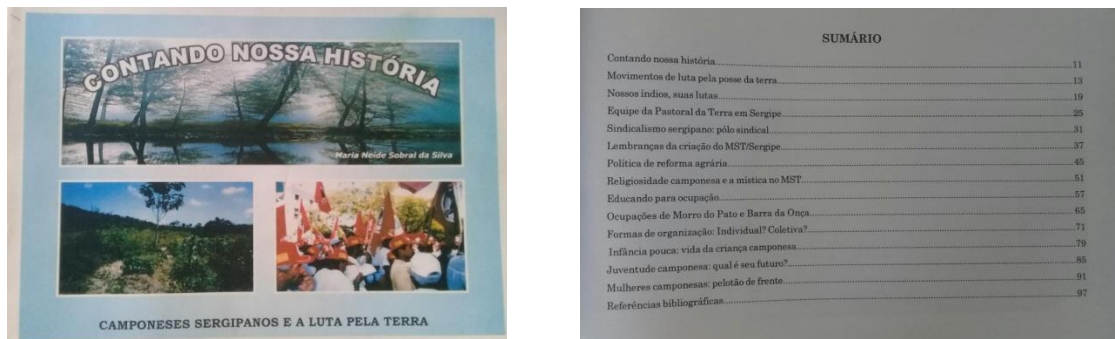 CONTANDO NOSSA HISTÓRIA
Maria Neide Sobral da Silva
CAMPONESES SERGIPANOS E A LUTA PELA TERRA
SUMÁRIO
Contando nossa história 11
Movimentos de luta pela posse da terra 13
Nossos índios, suas lutas 19
Equipe da Pastoral da Terra em Sergipe 25
Sindicalismo sergipano: pólo sindical 31
Lembranças da criação do MST/Sergipe 37
Política de reforma agrária 45
Religiosidade camponesa e a mística no MST 51
Educando para ocupação 57
Ocupações de Morro do Pato e Barra da Onça 65
Formas de organização: Individual? Coletiva? 71
Infância pouca: vida da criança camponesa 79
Juventude camponesa: qual é seu futuro? 85
Mulheres camponesas: pelotão de frente 91
Referências bibliográficas 97